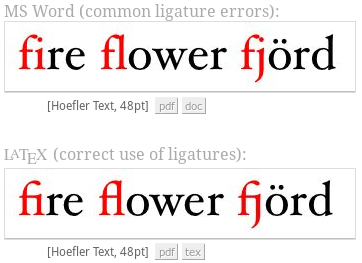 MS Word (common ligature errors):
fire flower fjörd
[Hoefler Text, 48pt] pdf doc
LATEX (correct use of ligatures):
fire flower fjörd
[Hoefler Text, 48pt] pdf tex